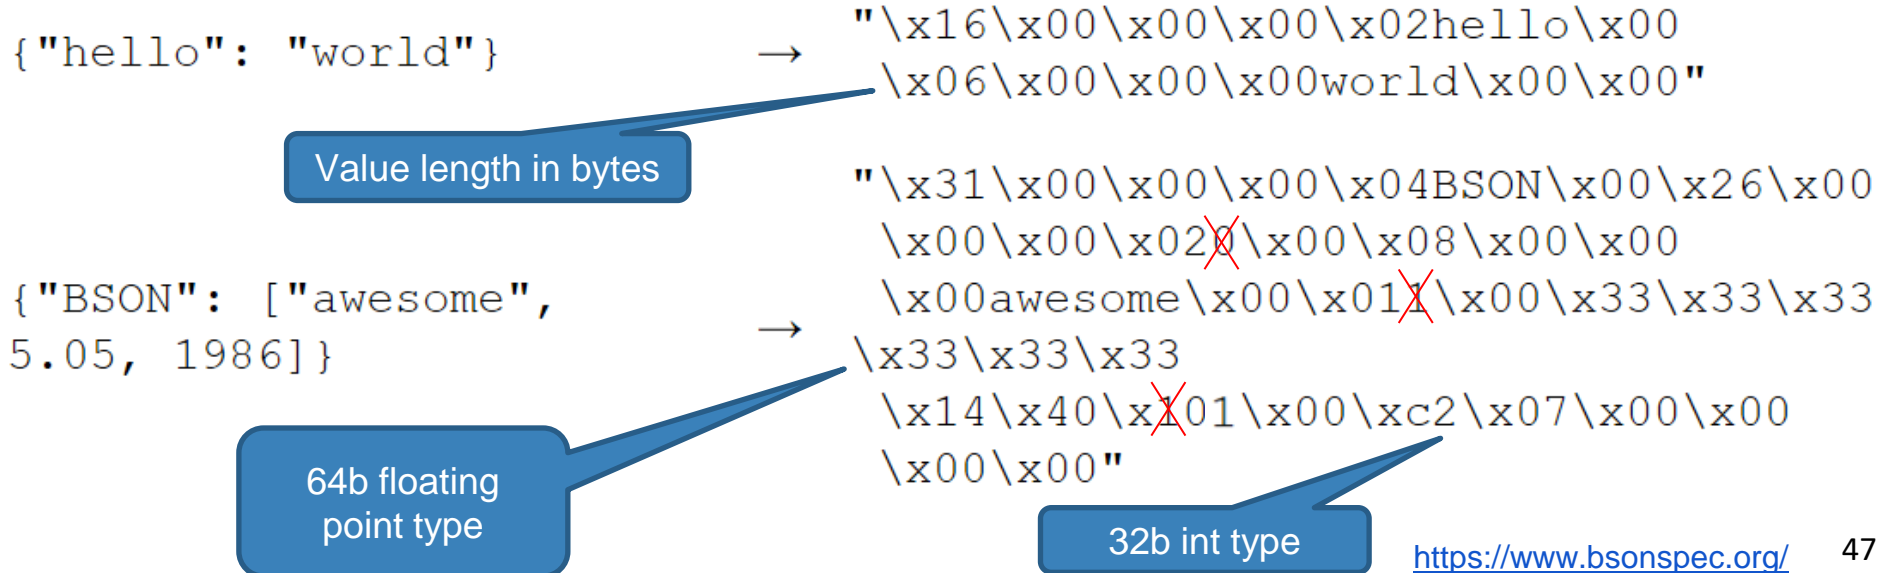 {"hello": "world"}
→
"\x16\x00\x00\x00\x02hello\x00
\x06\x00\x00\x00world\x00\x00"
Value length in bytes
{"BSON": ["awesome",
5.05, 1986]}
→
"\x31\x00\x00\x00\x04BSON\x00\x26\x00
\x00\x00\x020\x00\x08\x00\x00
\x00awesome\x00\x011\x00\x33\x33\x33
\x33\x33\x33
\x14\x40\x101\x00\xc2\x07\x00\x00
\x00\x00"
64b floating
point type
32b int type
https://www.bsonspec.org/
47